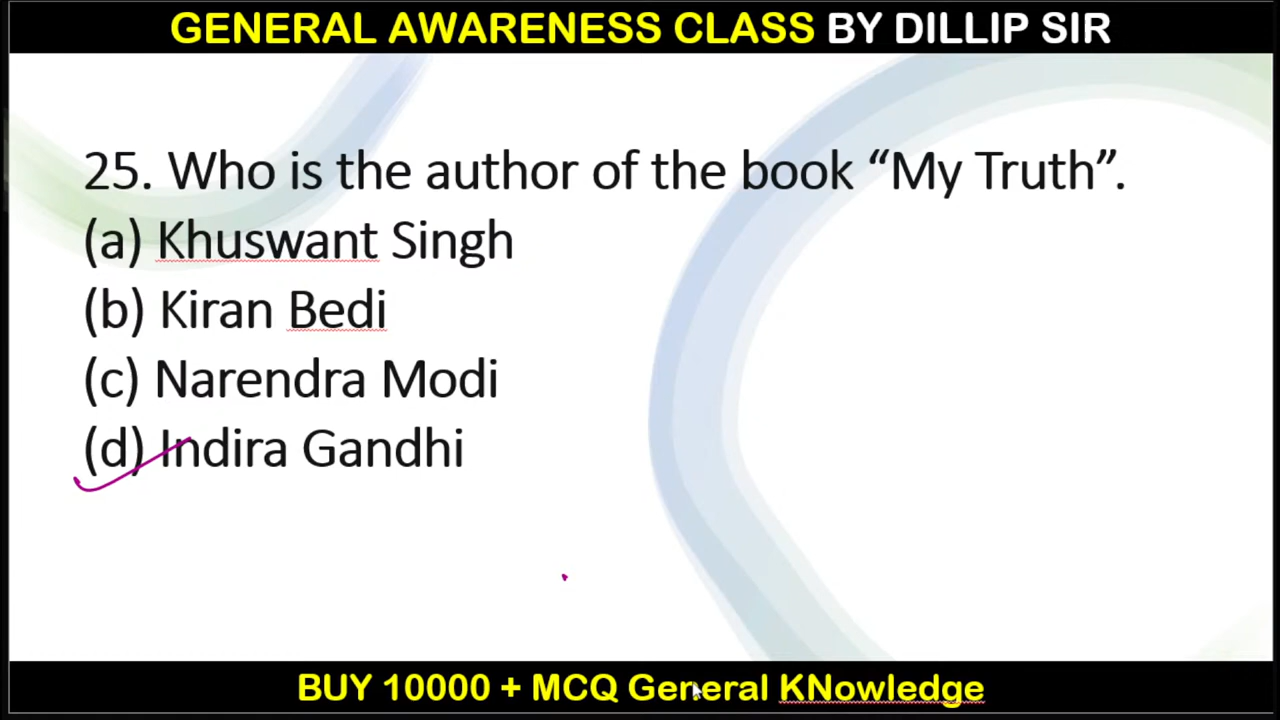 GENERAL AWARENESS CLASS BY DILLIP SIR
25. Who is the author of the book “My Truth”.
(a) Khuswant Singh
(b) Kiran Bedi
(c) Narendra Modi
(d) Indira Gandhi
BUY 10000 + MCQ General KNowledge